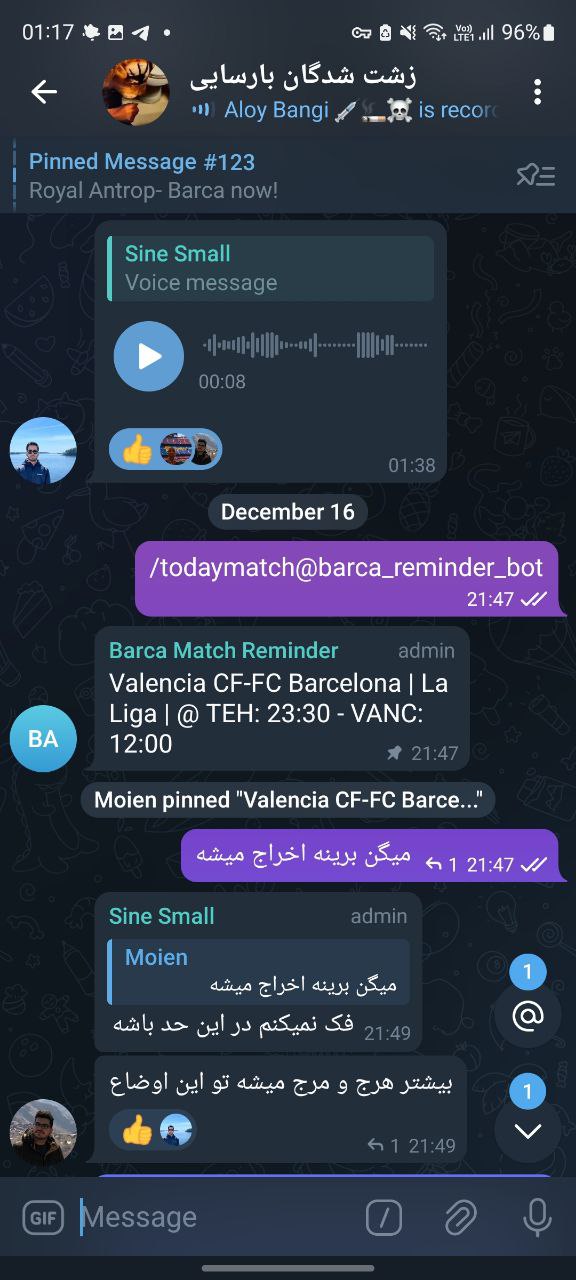 01:17
Vo))
LTE1
96%
زشت شدگان بارسایی
Aloy Bangi 💉🚬☠️ is recor
Pinned Message #123
Royal Antrop- Barca now!
Sine Small
Voice message
00:08
👍
01:38
December 16
/todaymatch@barca_reminder_bot
21:47
Barca Match Reminder admin
Valencia CF-FC Barcelona | La
Liga | @ TEH: 23:30 - VANC:
12:00
21:47
BA
Moien pinned "Valencia CF-FC Barce..."
میگن برینه اخراج میشه
1 21:47
Sine Small admin
Moien
میگن برینه اخراج میشه
فک نمیکنم در این حد باشه
21:49
1
@
بیشتر هرج و مرج میشه تو این اوضاع
👍
1 21:49
1
GIF
Message
/